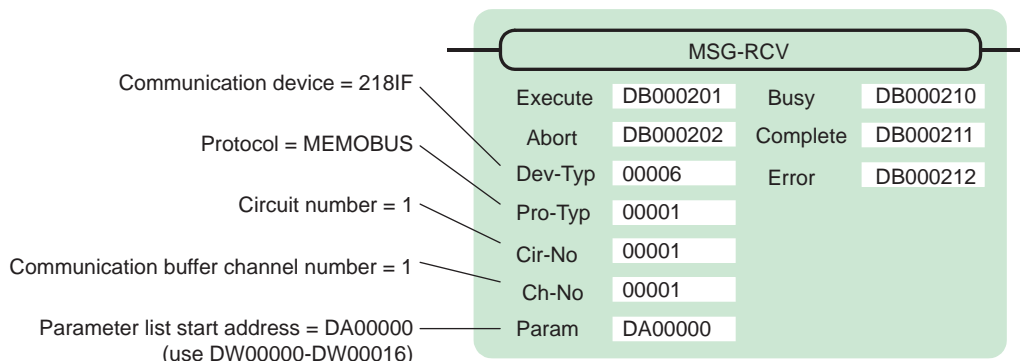 MSG-RCV
Communication device = 218IF
Execute DB000201 Busy DB000210
Protocol = MEMOBUS
Abort DB000202 Complete DB000211
Dev-Typ 00006 Error DB000212
Circuit number = 1
Pro-Typ 00001
Cir-No 00001
Communication buffer channel number = 1
Ch-No 00001
Parameter list start address = DA00000
Param DA00000
(use DW00000-DW00016)